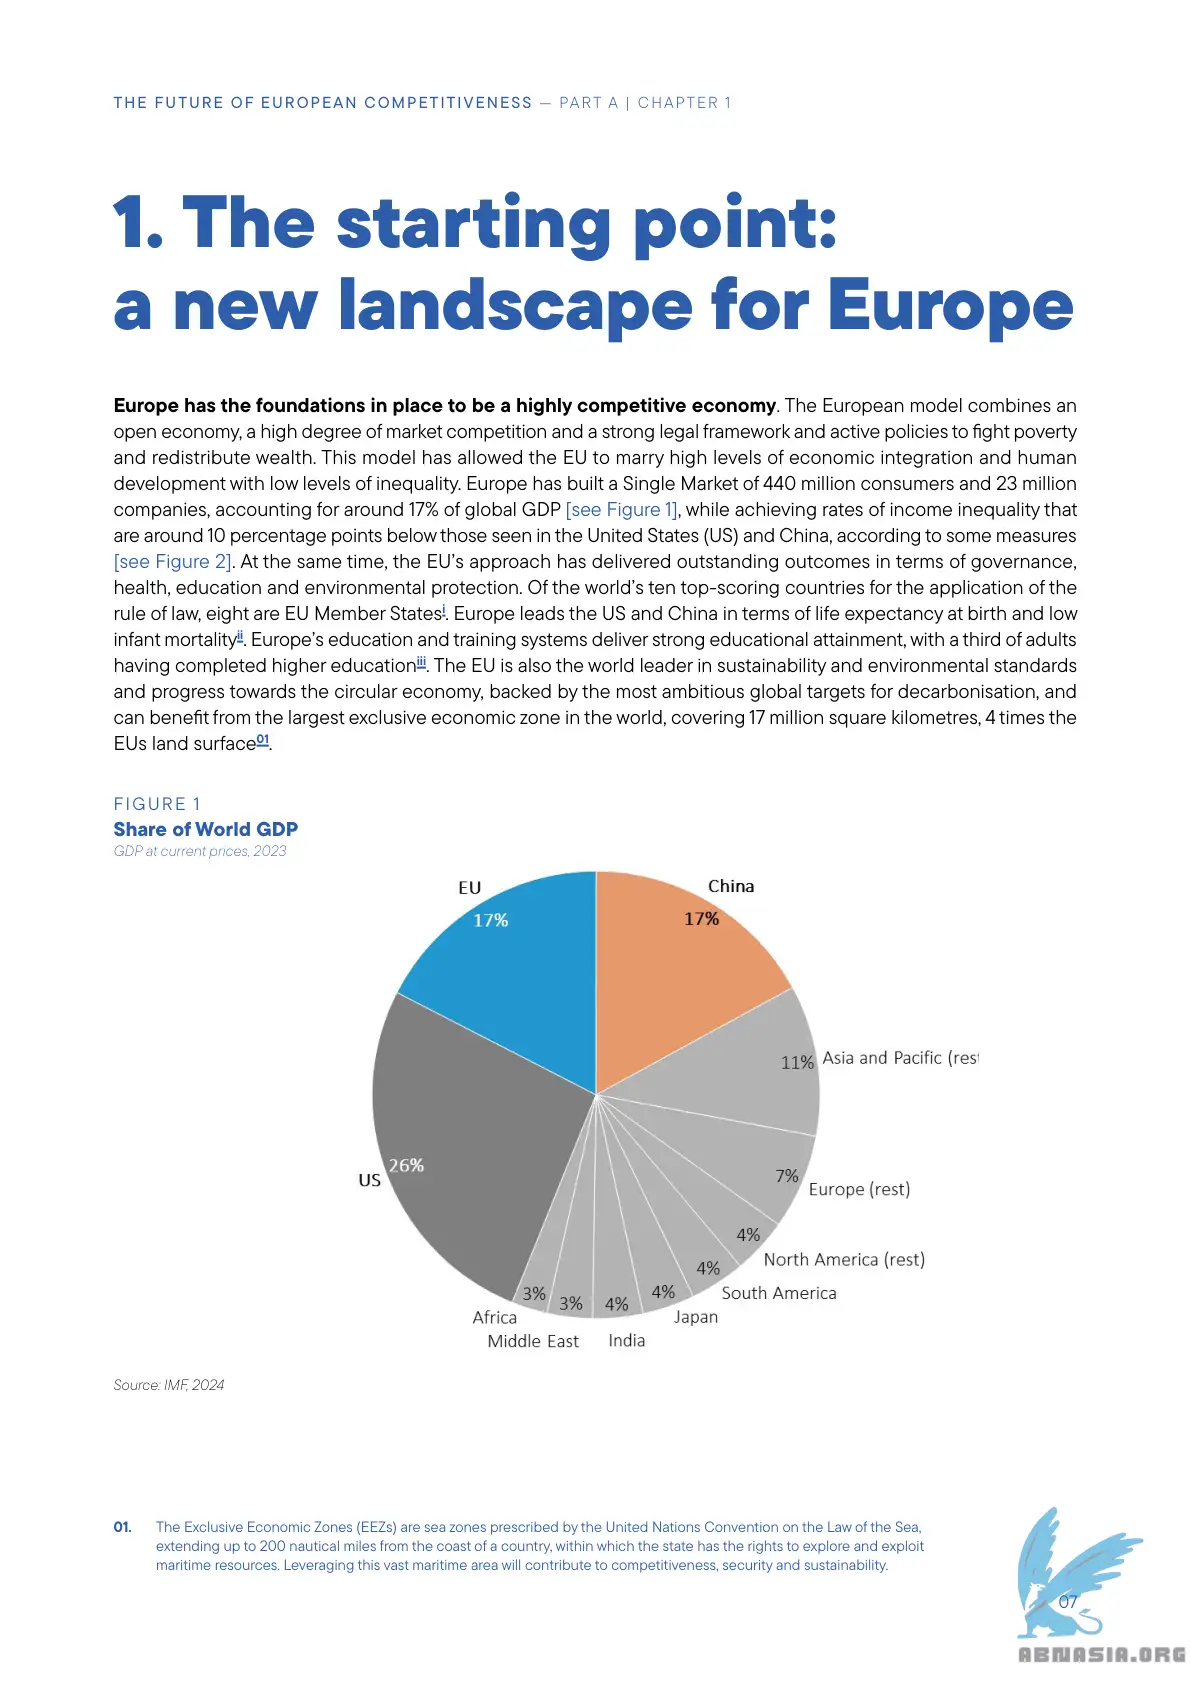 THE FUTURE OF EUROPEAN COMPETITIVENESS — PART A | CHAPTER 1
1. The starting point:
a new landscape for Europe
Europe has the foundations in place to be a highly competitive economy. The European model combines an
open economy, a high degree of market competition and a strong legal framework and active policies to fight poverty
and redistribute wealth. This model has allowed the EU to marry high levels of economic integration and human
development with low levels of inequality. Europe has built a Single Market of 440 million consumers and 23 million
companies, accounting for around 17% of global GDP [see Figure 1], while achieving rates of income inequality that
are around 10 percentage points below those seen in the United States (US) and China, according to some measures
[see Figure 2]. At the same time, the EU’s approach has delivered outstanding outcomes in terms of governance,
health, education and environmental protection. Of the world’s ten top-scoring countries for the application of the
rule of law, eight are EU Member Statesi. Europe leads the US and China in terms of life expectancy at birth and low
infant mortalityii. Europe’s education and training systems deliver strong educational attainment, with a third of adults
having completed higher educationiii. The EU is also the world leader in sustainability and environmental standards
and progress towards the circular economy, backed by the most ambitious global targets for decarbonisation, and
can benefit from the largest exclusive economic zone in the world, covering 17 million square kilometres, 4 times the
EUs land surface01.
FIGURE 1
Share of World GDP
GDP at current prices, 2023
EU
17%
China
17%
11% Asia and Pacific (res
7%
Europe (rest)
4%
North America (rest)
4%
South America
4%
Japan
4%
India
3%
Middle East
3%
Africa
26%
US
Source: IMF, 2024
01. The Exclusive Economic Zones (EEZs) are sea zones prescribed by the United Nations Convention on the Law of the Sea,
extending up to 200 nautical miles from the coast of a country, within which the state has the rights to explore and exploit
maritime resources. Leveraging this vast maritime area will contribute to competitiveness, security and sustainability.
07
ABNASIA.ORG